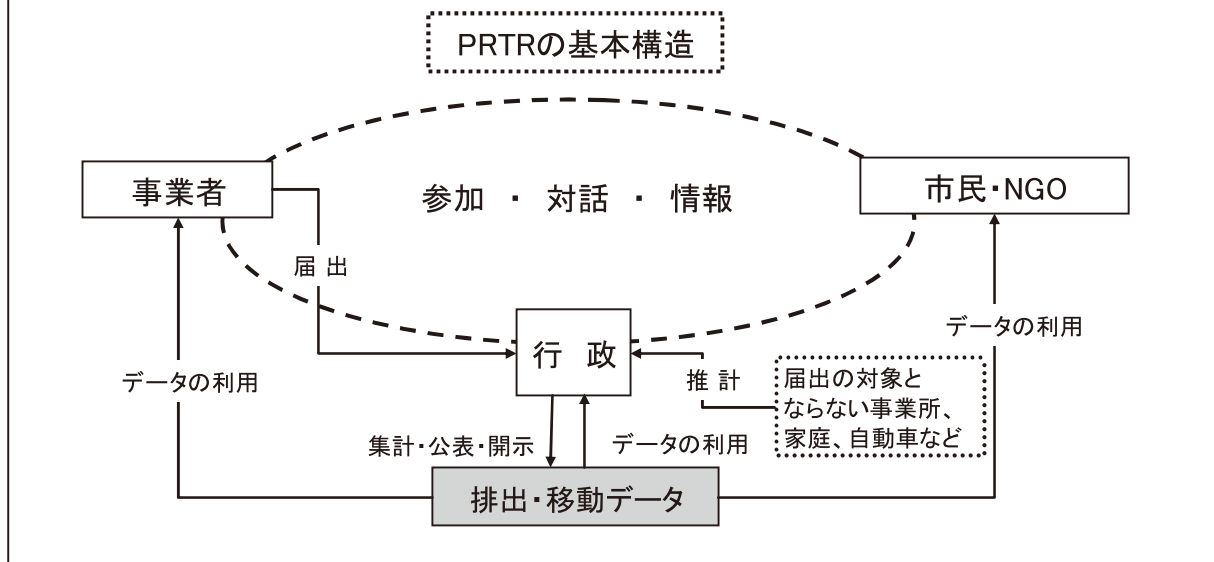 PRTRの基本構造
事業者
参加 ・ 対話 ・ 情報
市民・NGO
届出
行 政
データの利用
データの利用
推計
届出の対象と
ならない事業所、
家庭、自動車など
集計・公表・開示
データの利用
排出・移動データ